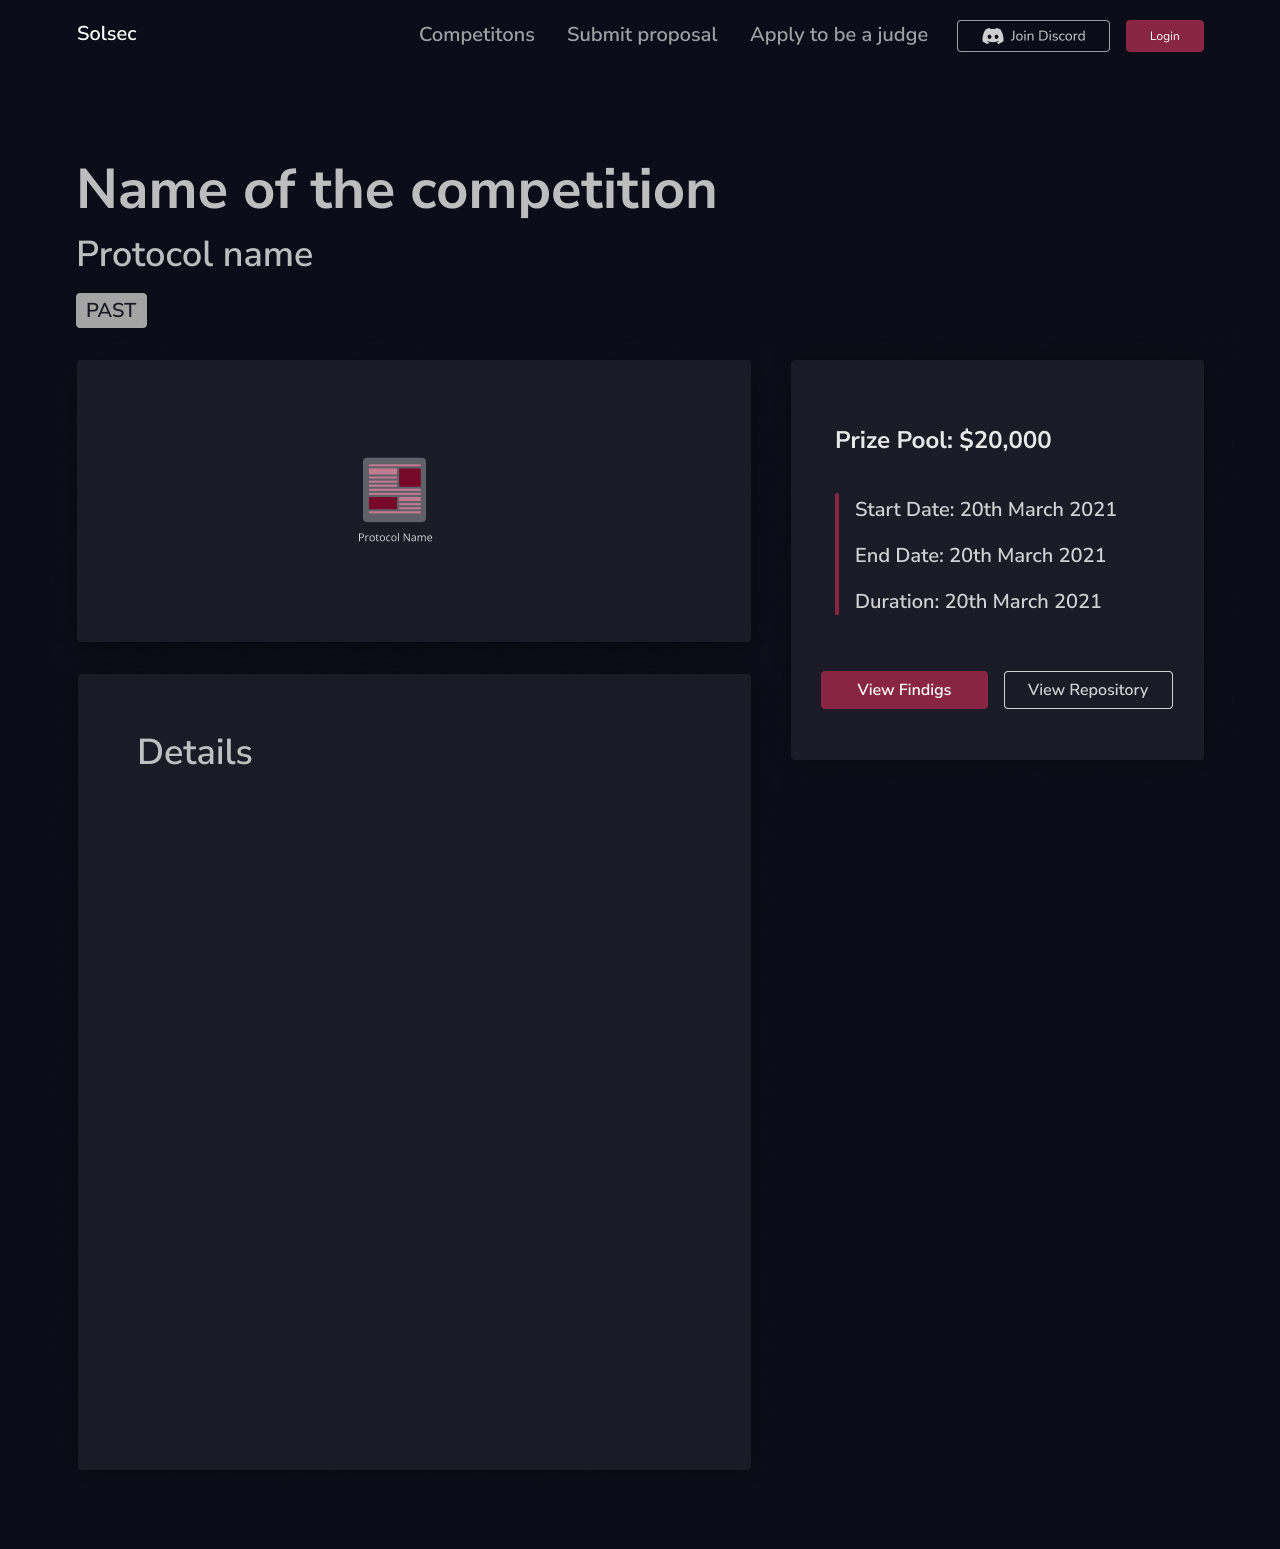 Solsec
Competitons
Submit proposal
Apply to be a judge
Join Discord
Login
Name of the competition
Protocol name
PAST
Protocol Name
Prize Pool: $20,000
Start Date: 20th March 2021
End Date: 20th March 2021
Duration: 20th March 2021
View Findigs
View Repository
Details